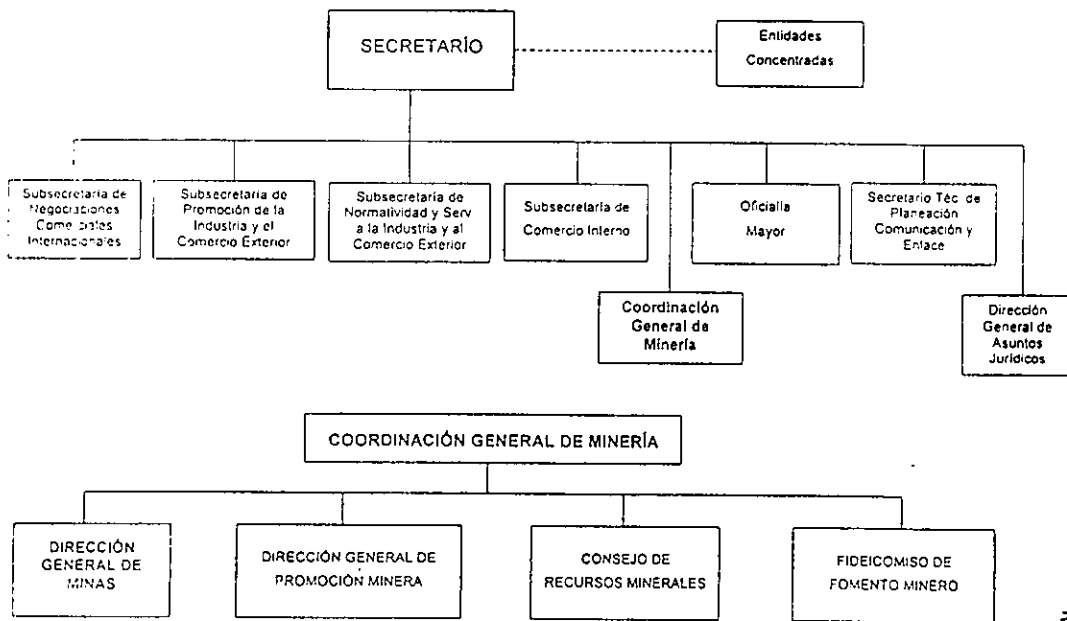 SECRETARÍO
Entidades
Concentradas
Subsecretaría de
Negociaciones
Comerciales
Internacionales
Subsecretaría de
Promoción de la
Industria y el
Comercio Exterior
Subsecretaría de
Normatividad y Serv
a la Industria y al
Comercio Exterior
Subsecretaría de
Comercio Interno
Oficialla
Mayor
Secretario Téc. de
Planeación
Comunicación y
Enlace
Coordinación
General de
Minería
Dirección
General de
Asuntos
Jurídicos
COORDINACIÓN GENERAL DE MINERÍA
DIRECCIÓN
GENERAL DE
MINAS
DIRECCIÓN GENERAL DE
PROMOCIÓN MINERA
CONSEJO DE
RECURSOS MINERALES
FIDEICOMISO DE
FOMENTO MINERO